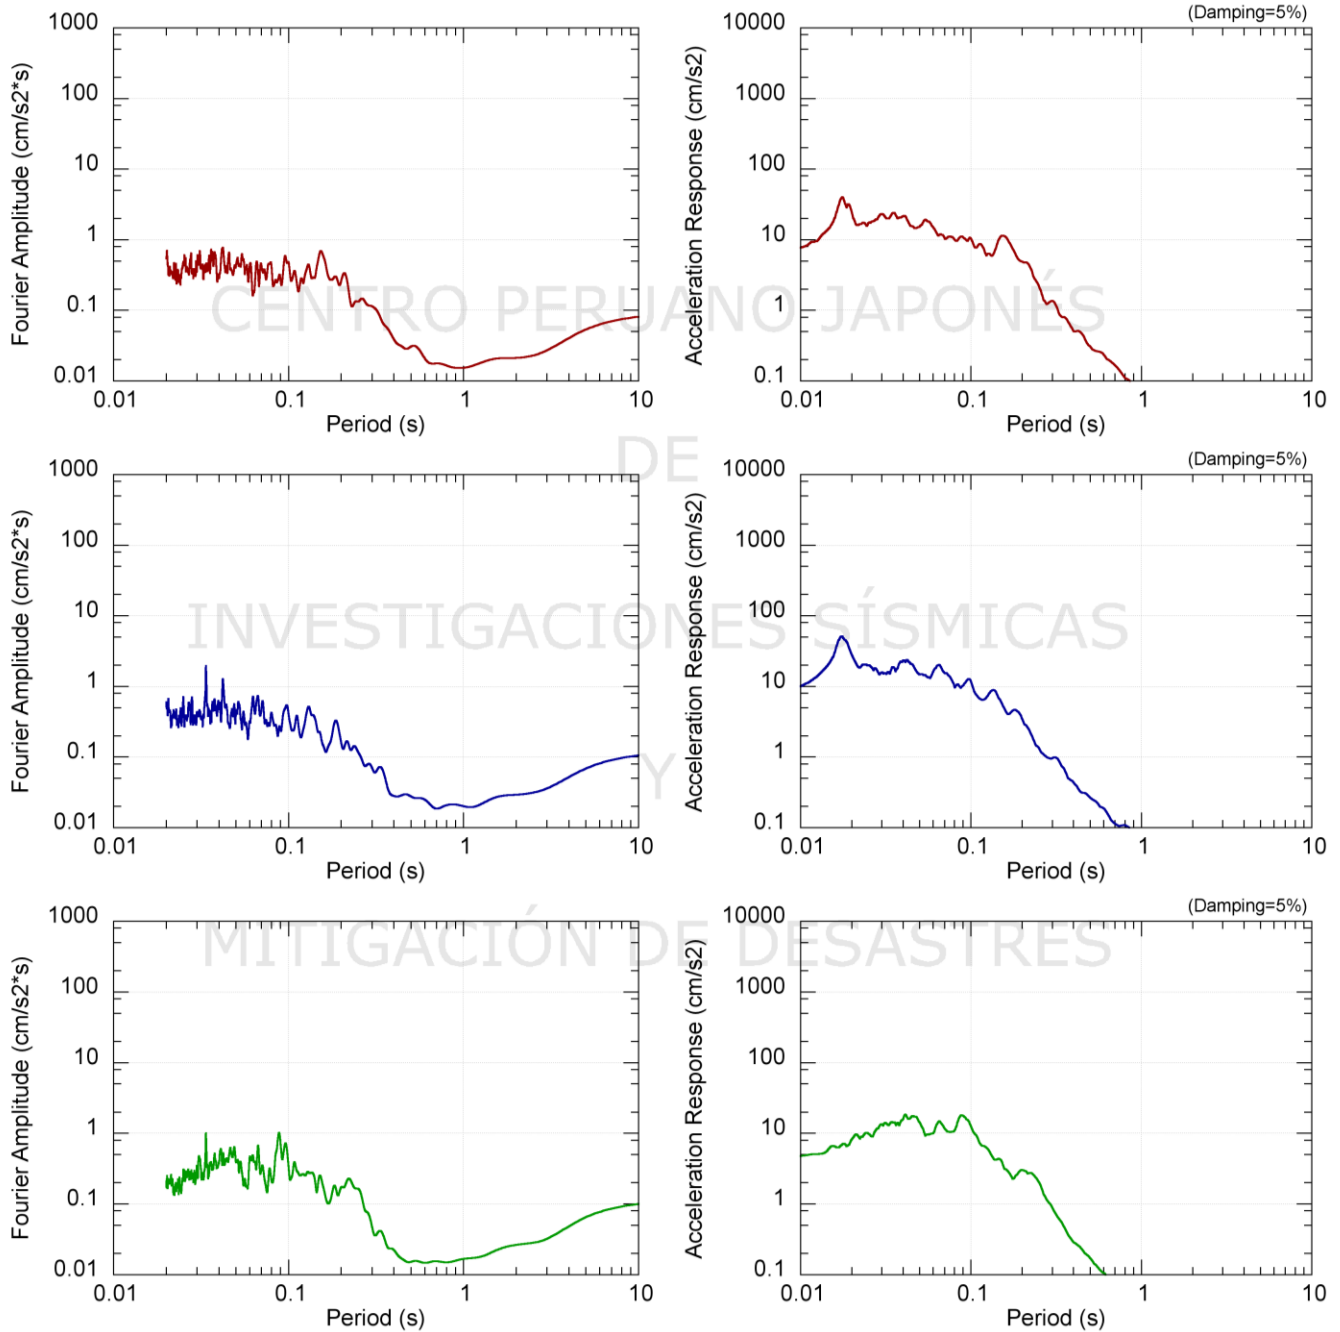 (Damping=5%)
1000
100
10
1
0.1
0.01
Fourier Amplitude (cm/s2*s)
0.01 0.1 1 10
Period (s)
10000
1000
100
10
1
0.1
Acceleration Response (cm/s2)
0.01 0.1 1 10
Period (s)
CENTRO PERUANO JAPONÉS
DE
(Damping=5%)
1000
100
10
1
0.1
0.01
Fourier Amplitude (cm/s2*s)
0.01 0.1 1 10
Period (s)
10000
1000
100
10
1
0.1
Acceleration Response (cm/s2)
0.01 0.1 1 10
Period (s)
INVESTIGACIONES SÍSMICAS
Y
(Damping=5%)
1000
100
10
1
0.1
0.01
Fourier Amplitude (cm/s2*s)
0.01 0.1 1 10
Period (s)
10000
1000
100
10
1
0.1
Acceleration Response (cm/s2)
0.01 0.1 1 10
Period (s)
MITIGACIÓN DE DESASTRES